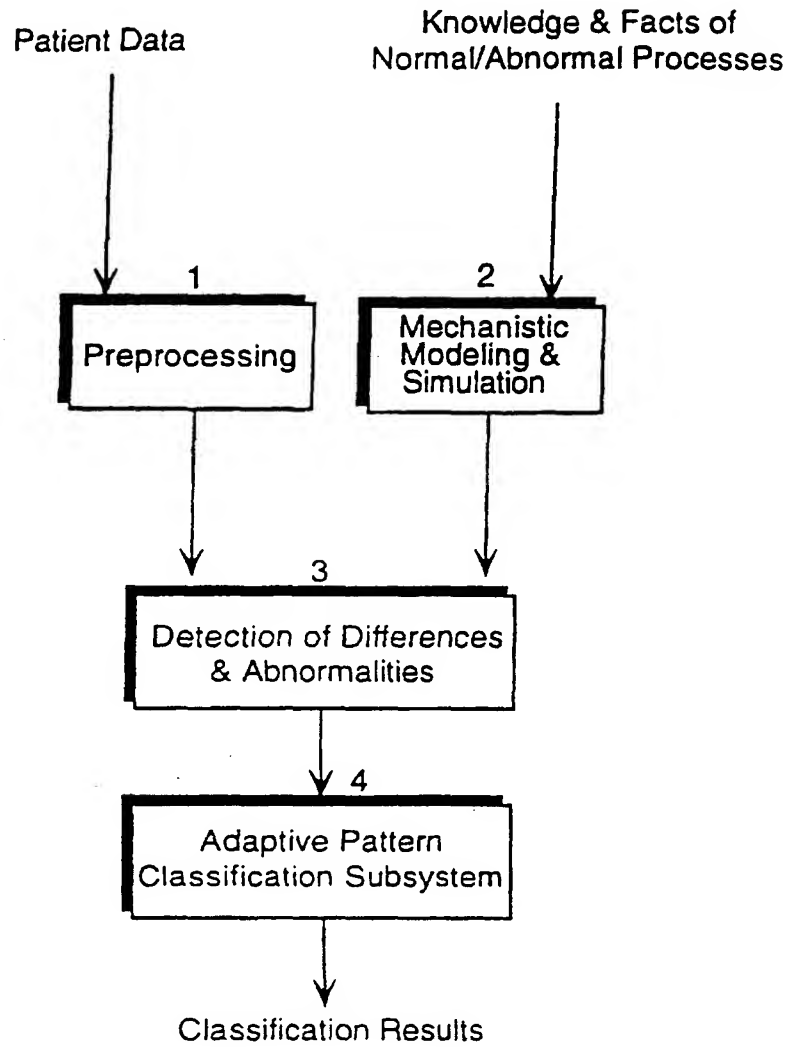 Patient Data
Knowledge & Facts of
Normal/Abnormal Processes
1
Preprocessing
2
Mechanistic
Modeling &
Simulation
3
Detection of Differences
& Abnormalities
4
Adaptive Pattern
Classification Subsystem
Classification Results